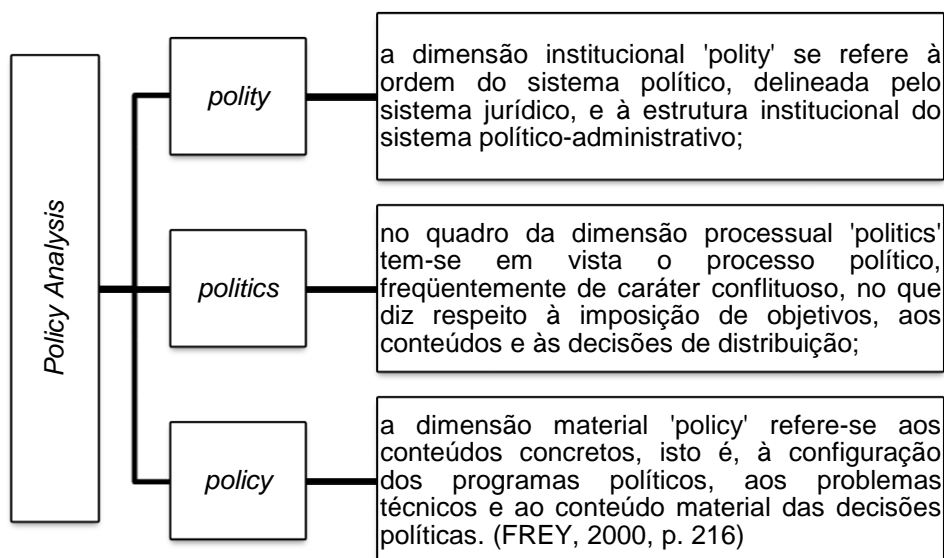 Policy Analysis
polity
a dimensão institucional 'polity' se refere à
ordem do sistema político, delineada pelo
sistema jurídico, e à estrutura institucional do
sistema político-administrativo;
politics
no quadro da dimensão processual 'politics'
tem-se em vista o processo político,
freqüentemente de caráter conflituoso, no que
diz respeito à imposição de objetivos, aos
conteúdos e às decisões de distribuição;
policy
a dimensão material 'policy' refere-se aos
conteúdos concretos, isto é, à configuração
dos programas políticos, aos problemas
técnicos e ao conteúdo material das decisões
políticas. (FREY, 2000, p. 216)